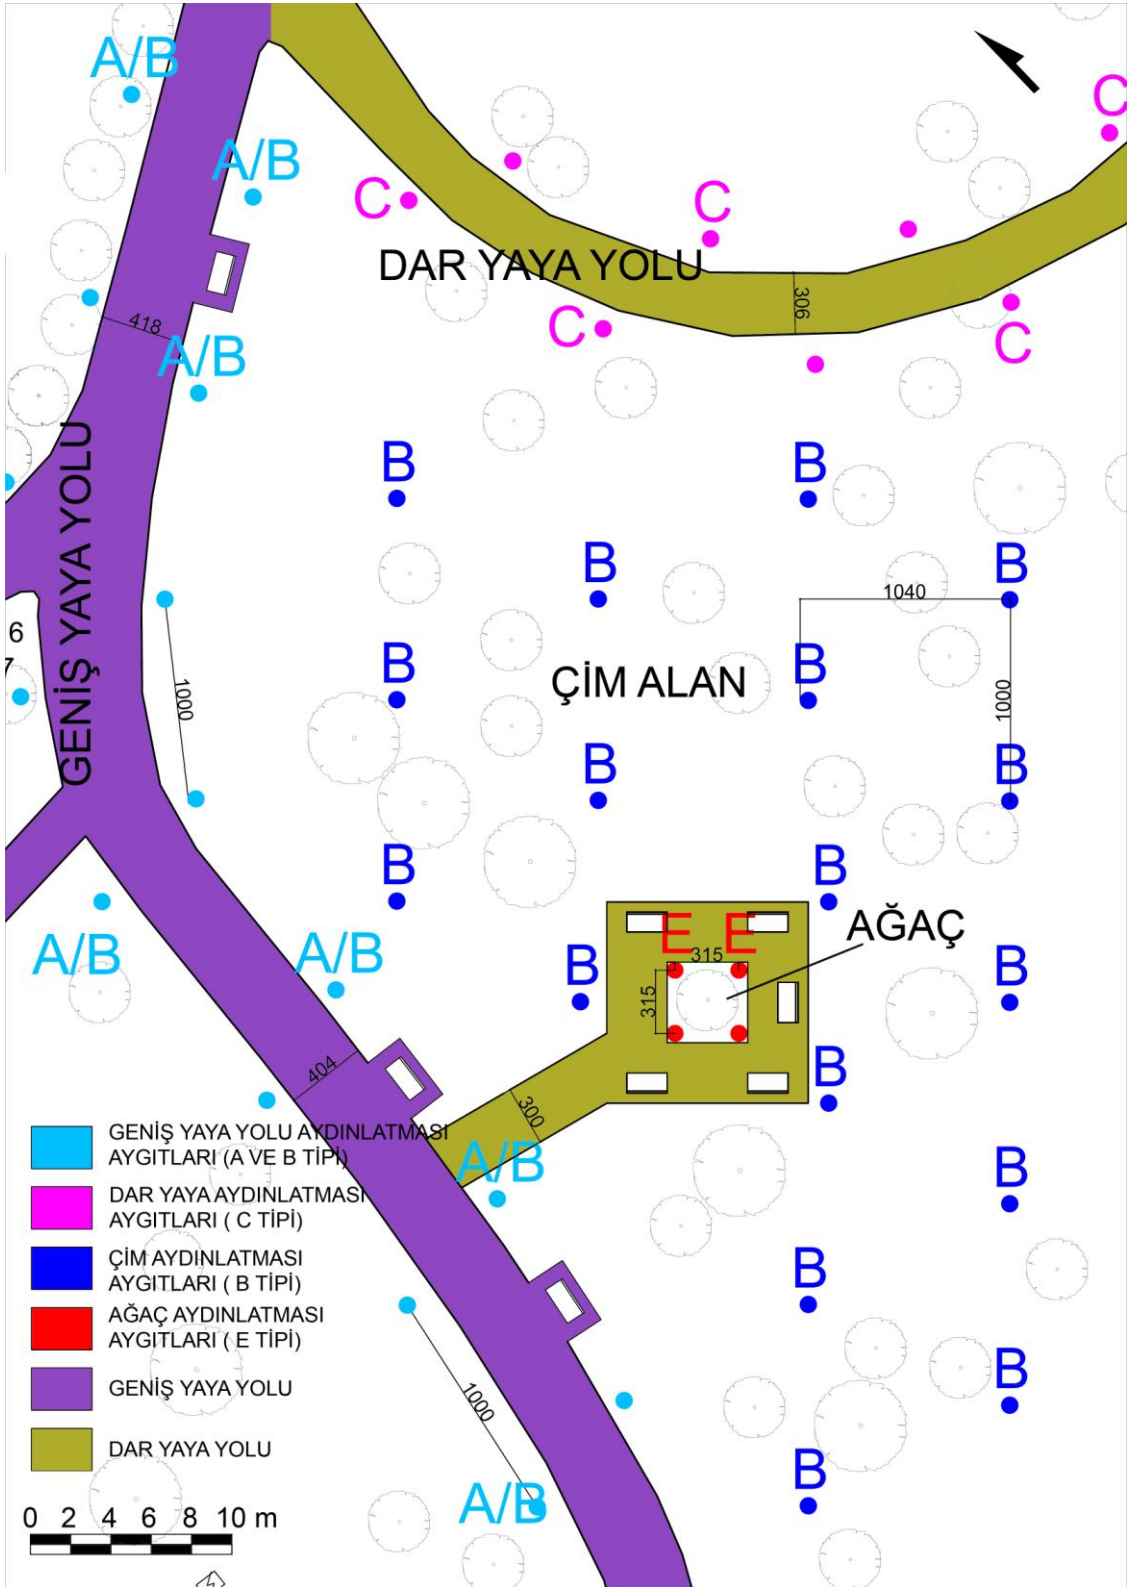 A/B
C
A/B
C
C
DAR YAYA YOLU
306
418
C
C
A/B
GENİŞ YAYA YOLU
B
B
B
B
1040
6
7
B
ÇİM ALAN
B
1000
1000
B
B
B
B
AĞAÇ
E
E
315
A/B
A/B
B
B
315
404
B
300
GENİŞ YAYA YOLU AYDINLATMASI
AYGITLARI (A VE B TİPİ)
A/B
B
DAR YAYA AYDINLATMASI
AYGITLARI ( C TİPİ)
ÇİM AYDINLATMASI
AYGITLARI ( B TİPİ)
B
AĞAÇ AYDINLATMASI
AYGITLARI ( E TİPİ)
GENİŞ YAYA YOLU
B
1000
DAR YAYA YOLU
B
A/B
0 2 4 6 8 10 m